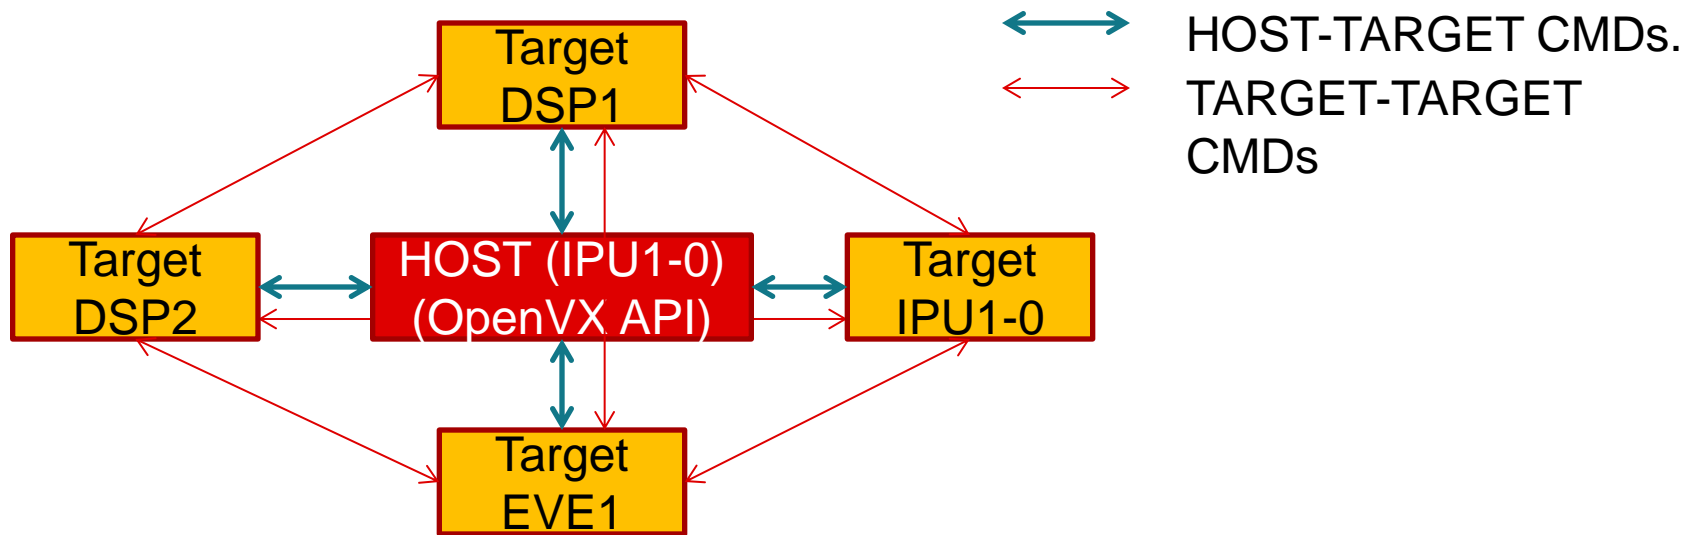 Target
DSP1
HOST-TARGET CMDs.
TARGET-TARGET
CMDs
Target
DSP2
HOST (IPU1-0)
(OpenVX API)
Target
IPU1-0
Target
EVE1